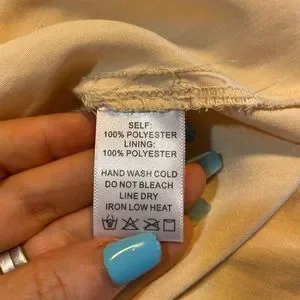 SELF:
100% POLYESTER
LINING:
100% POLYESTER
HAND WASH COLD
DO NOT BLEACH
LINE DRY
IRON LOW HEAT